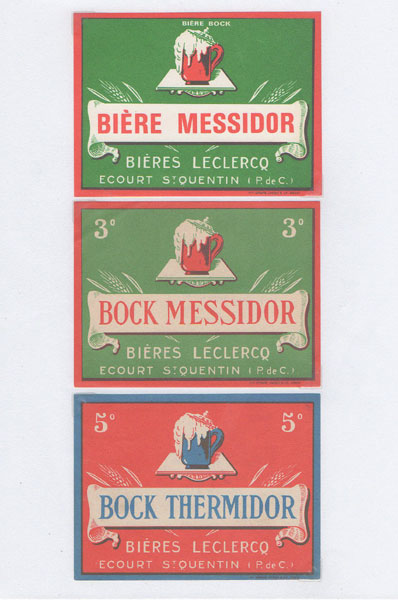 BIÈRE BOCK
BIÈRE MESSIDOR
BIÈRES LECLERCQ
ECOURT ST QUENTIN (P. de C.)
3° 3°
BOCK MESSIDOR
BIÈRES LECLERCQ
ECOURT ST QUENTIN (P. de C.)
5° 5°
BOCK THERMIDOR
BIÈRES LECLERCQ
ECOURT ST QUENTIN (P. de C.)